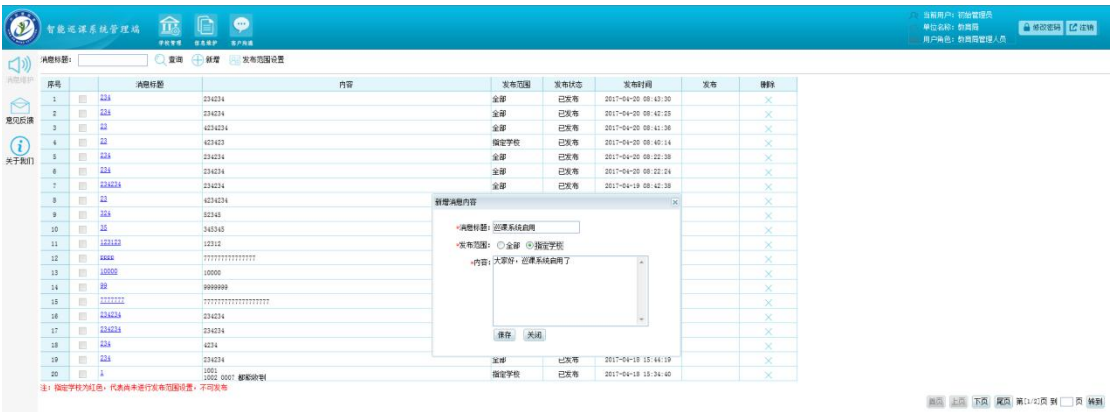 智能巡课系统管理端
学校管理 信息维护 客户沟通
当前用户：初始管理员
单位名称：教育局
用户角色：教育局管理人员
修改密码 注销
消息标题： 查询 新增 发布范围设置
消息维护
意见反馈
关于我们
序号 消息标题 内容 发布范围 发布状态 发布时间 发布 删除
1 234 234234 全部 已发布 2017-04-20 08:43:30
2 234 234234 全部 已发布 2017-04-20 08:42:25
3 23 4234234 全部 已发布 2017-04-20 08:41:36
4 23 423423 指定学校 已发布 2017-04-20 08:40:14
5 234 234234 全部 已发布 2017-04-20 08:22:38
6 234 234234 全部 已发布 2017-04-20 08:22:24
7 234234 234234 全部 已发布 2017-04-19 08:42:38
8 23 4234234
9 324 52345
10 35 345345
11 123123 12312
12
13 10000 10000
14 99 9999999
15 7777777
16 234234 234234
17 234234 234234
18 234 4234
19 234 234234 全部 已发布 2017-04-18 15:44:19
20 1 1001
1002 0007 指定学校 已发布 2017-04-18 15:34:40
新增消息内容
*消息标题： 巡课系统启用
*发布范围： 全部 指定学校
*内容： 大家好，巡课系统启用了
保存 关闭
注：指定学校为红色，代表尚未进行发布范围设置，不可发布
首页 上页 下页 尾页 第[1/2]页 到 页 转到